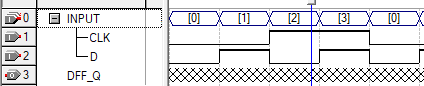 0 INPUT [0] [1] [2] [3] [0]
1 CLK
2 D
3 DFF_Q